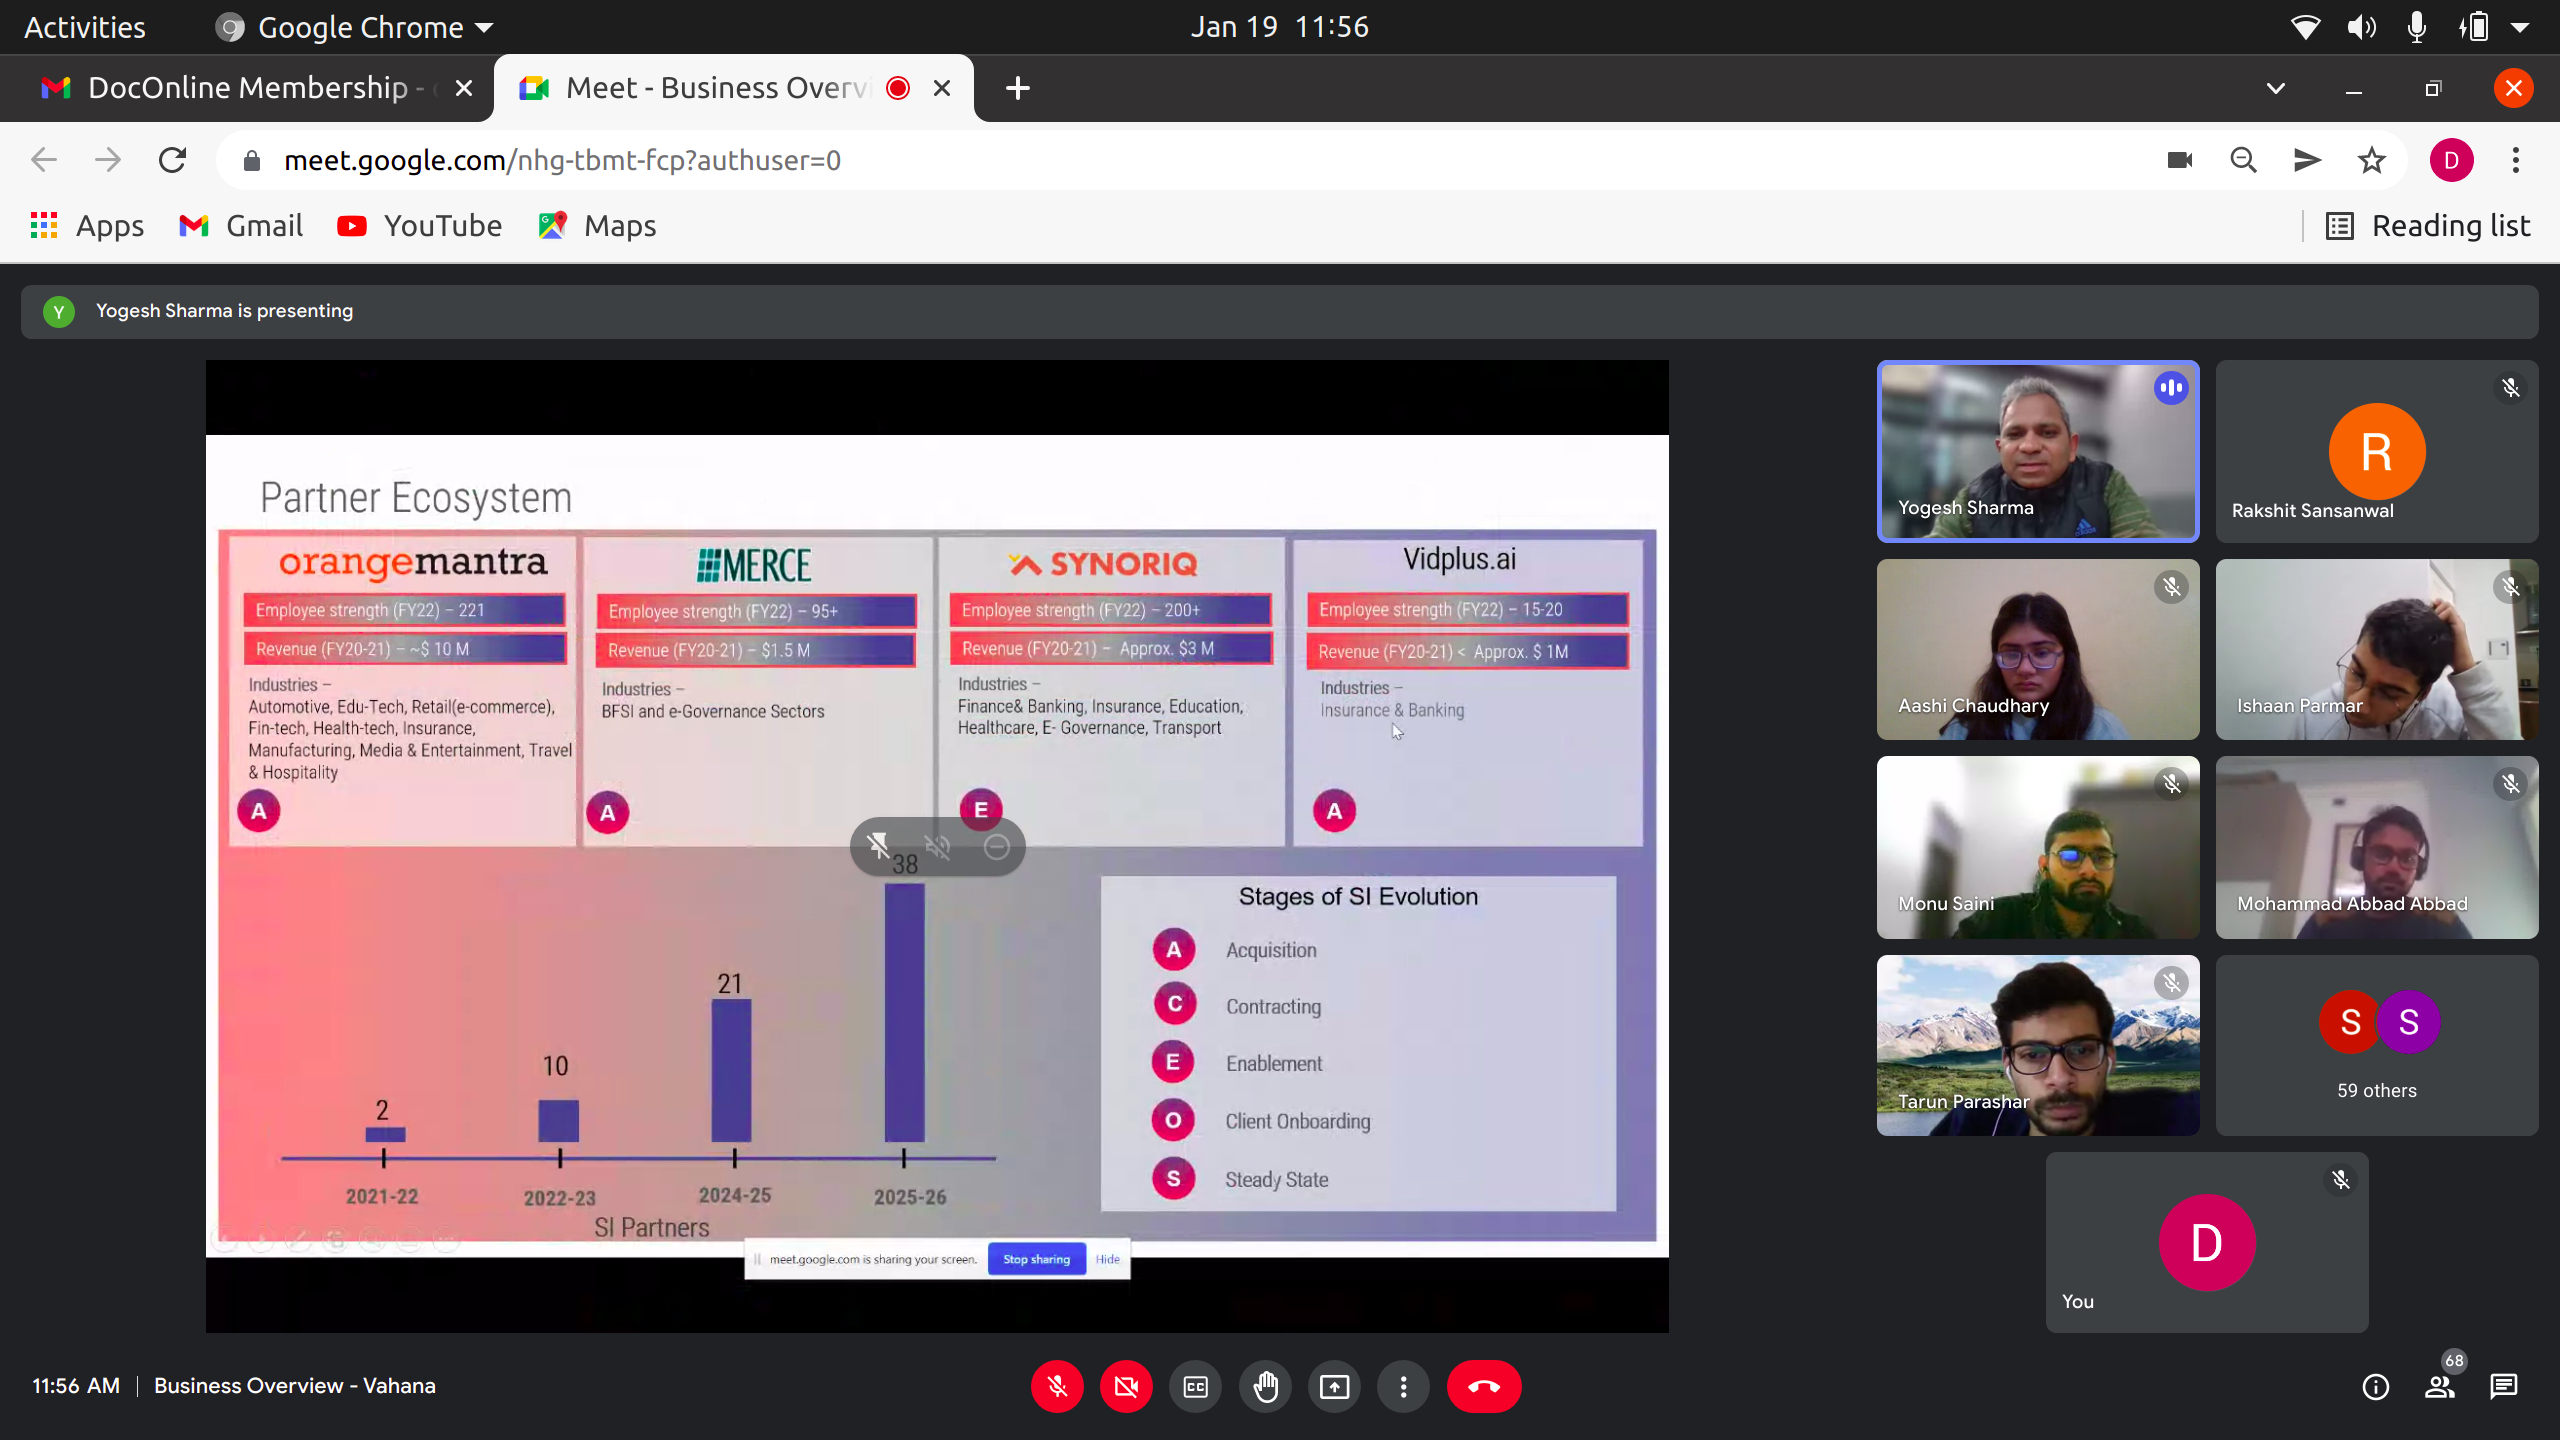 Activities
Google Chrome
Jan 19 11:56
DocOnline Membership -
Meet - Business Overvi
meet.google.com/nhg-tbmt-fcp?authuser=0
D
Apps
Gmail
YouTube
Maps
Reading list
Y
Yogesh Sharma is presenting
Partner Ecosystem
orangemantra
Employee strength (FY22) – 221
Revenue (FY20-21) – ~$ 10 M
Industries –
Automotive, Edu-Tech, Retail(e-commerce),
Fin-tech, Health-tech, Insurance,
Manufacturing, Media & Entertainment, Travel
& Hospitality
A
MERCE
Employee strength (FY22) – 95+
Revenue (FY20-21) – $1.5 M
Industries –
BFSI and e-Governance Sectors
A
SYNORIQ
Employee strength (FY22) – 200+
Revenue (FY20-21) – Approx. $3 M
Industries –
Finance& Banking, Insurance, Education,
Healthcare, E- Governance, Transport
E
Vidplus.ai
Employee strength (FY22) – 15-20
Revenue (FY20-21) < Approx. $ 1M
Industries –
Insurance & Banking
A
38
21
10
2
2021-22
2022-23
2024-25
2025-26
SI Partners
Stages of SI Evolution
A Acquisition
C Contracting
E Enablement
O Client Onboarding
S Steady State
meet.google.com is sharing your screen.
Stop sharing
Hide
Yogesh Sharma
R
Rakshit Sansanwal
Aashi Chaudhary
Ishaan Parmar
Monu Saini
Mohammad Abbad Abbad
Tarun Parashar
S S
59 others
D
You
11:56 AM
Business Overview - Vahana
CC
68